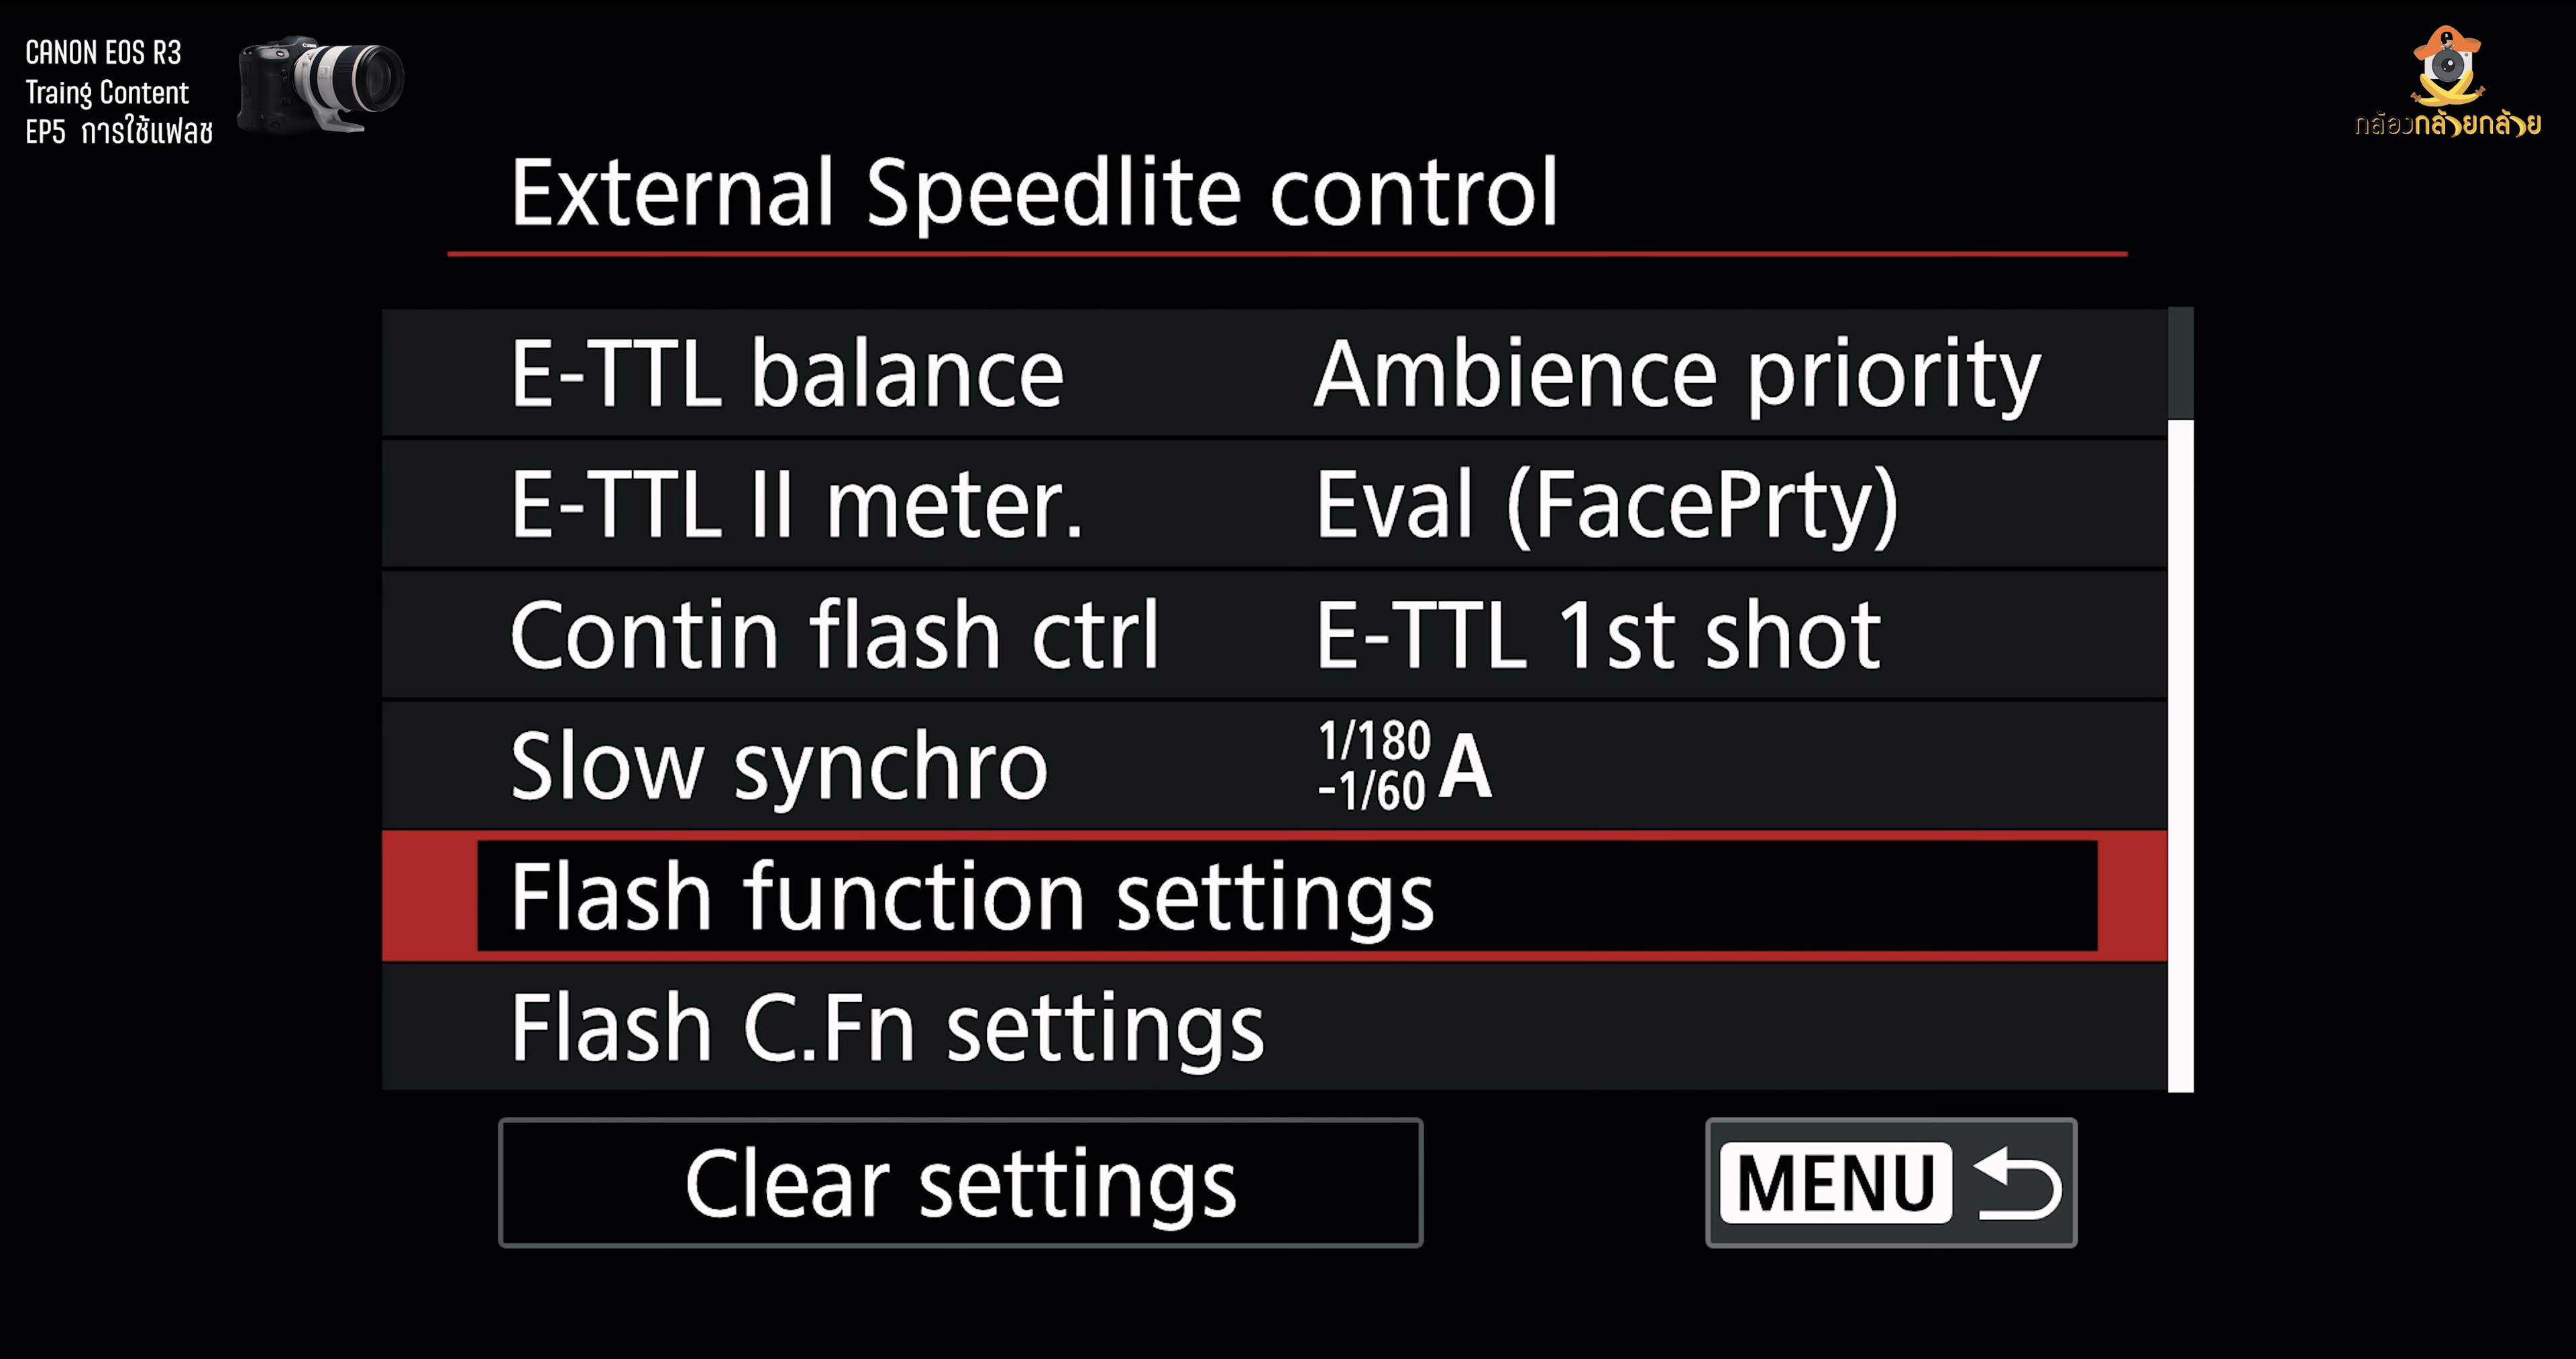 CANON EOS R3
Traing Content
EP5 การใช้แฟลช
กล้องกล้วยกล้วย
External Speedlite control
E-TTL balance Ambience priority
E-TTL II meter. Eval (FacePrty)
Contin flash ctrl E-TTL 1st shot
Slow synchro 1/180-1/60 A
Flash function settings
Flash C.Fn settings
Clear settings MENU